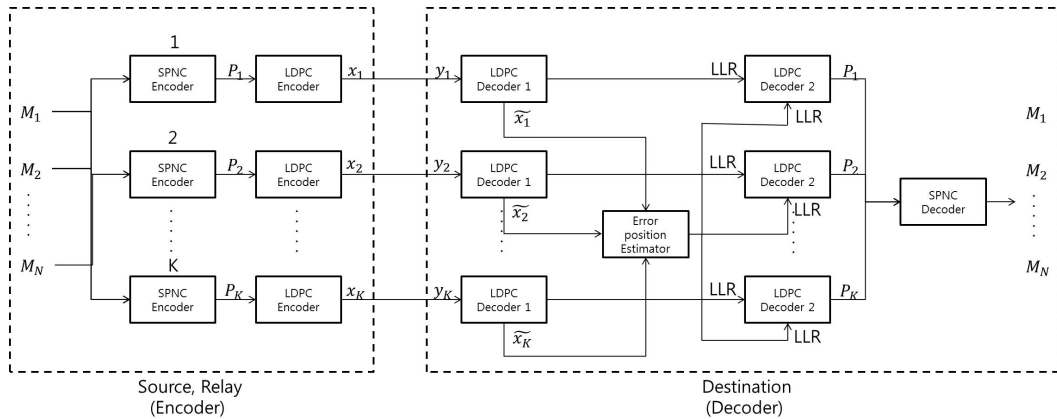 1
SPNC
Encoder
P₁
LDPC
Encoder
x₁
y₁
LDPC
Decoder 1
LLR
LDPC
Decoder 2
P₁
M₁
x̃₁
LLR
M₁
2
M₂
SPNC
Encoder
P₂
LDPC
Encoder
x₂
y₂
LDPC
Decoder 1
LLR
LDPC
Decoder 2
P₂
M₂
SPNC
Decoder
x̃₂
Error
position
Estimator
LLR
M_N
K
M_N
SPNC
Encoder
P_K
LDPC
Encoder
x_K
y_K
LDPC
Decoder 1
LLR
LDPC
Decoder 2
P_K
x̃_K
LLR
Source, Relay
(Encoder)
Destination
(Decoder)